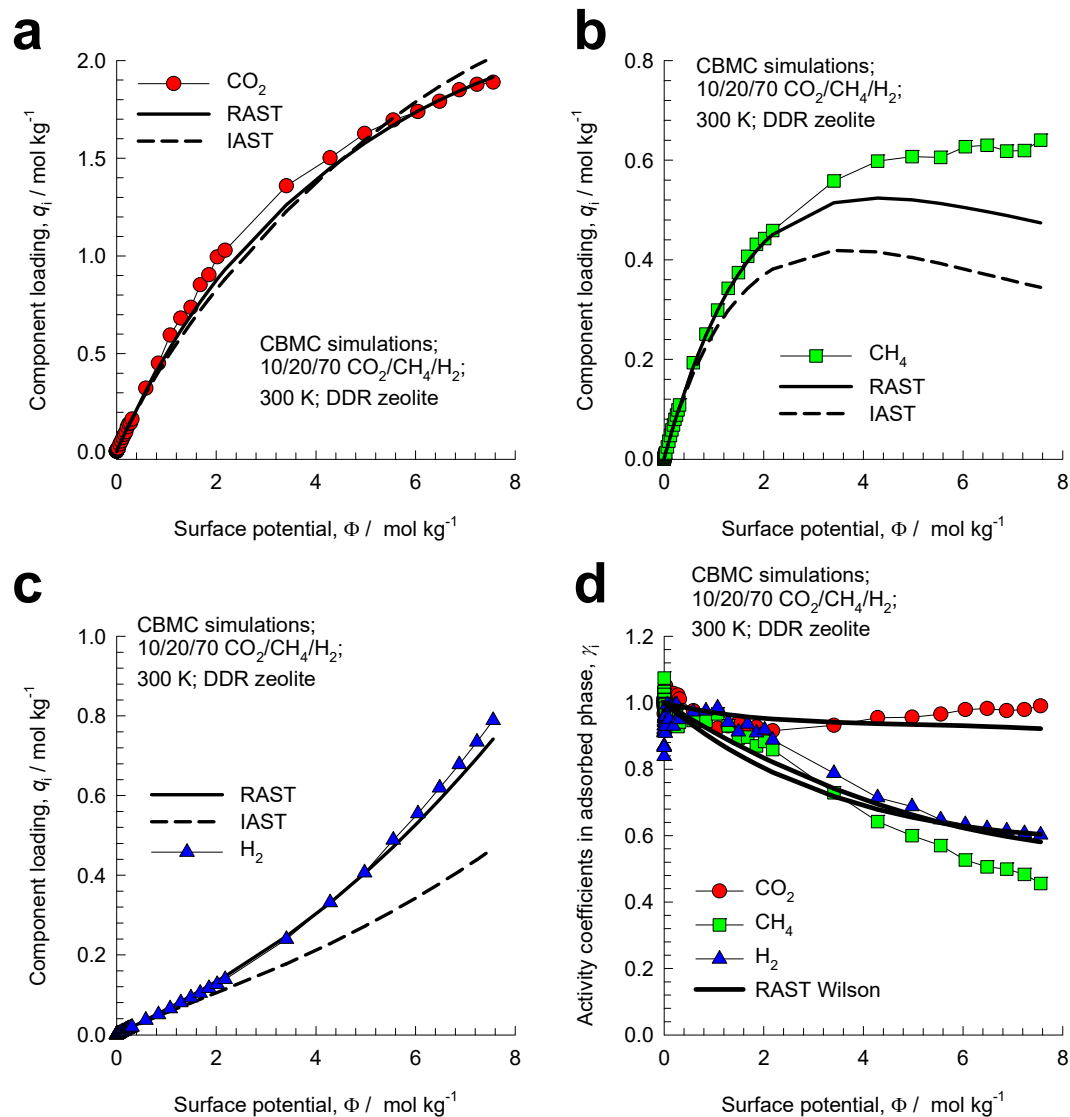 a
CO2
RAST
IAST
CBMC simulations;
10/20/70 CO2/CH4/H2;
300 K; DDR zeolite
Component loading, qi / mol kg-1
2.0
1.5
1.0
0.5
0.0
0 2 4 6 8
Surface potential, Φ / mol kg-1
b
CBMC simulations;
10/20/70 CO2/CH4/H2;
300 K; DDR zeolite
CH4
RAST
IAST
Component loading, qi / mol kg-1
0.8
0.6
0.4
0.2
0.0
0 2 4 6 8
Surface potential, Φ / mol kg-1
c
CBMC simulations;
10/20/70 CO2/CH4/H2;
300 K; DDR zeolite
RAST
IAST
H2
Component loading, qi / mol kg-1
1.0
0.8
0.6
0.4
0.2
0.0
0 2 4 6 8
Surface potential, Φ / mol kg-1
d
CBMC simulations;
10/20/70 CO2/CH4/H2;
300 K; DDR zeolite
Activity coefficients in adsorbed phase, γi
1.2
1.0
0.8
0.6
0.4
0.2
0.0
CO2
CH4
H2
RAST Wilson
0 2 4 6 8
Surface potential, Φ / mol kg-1